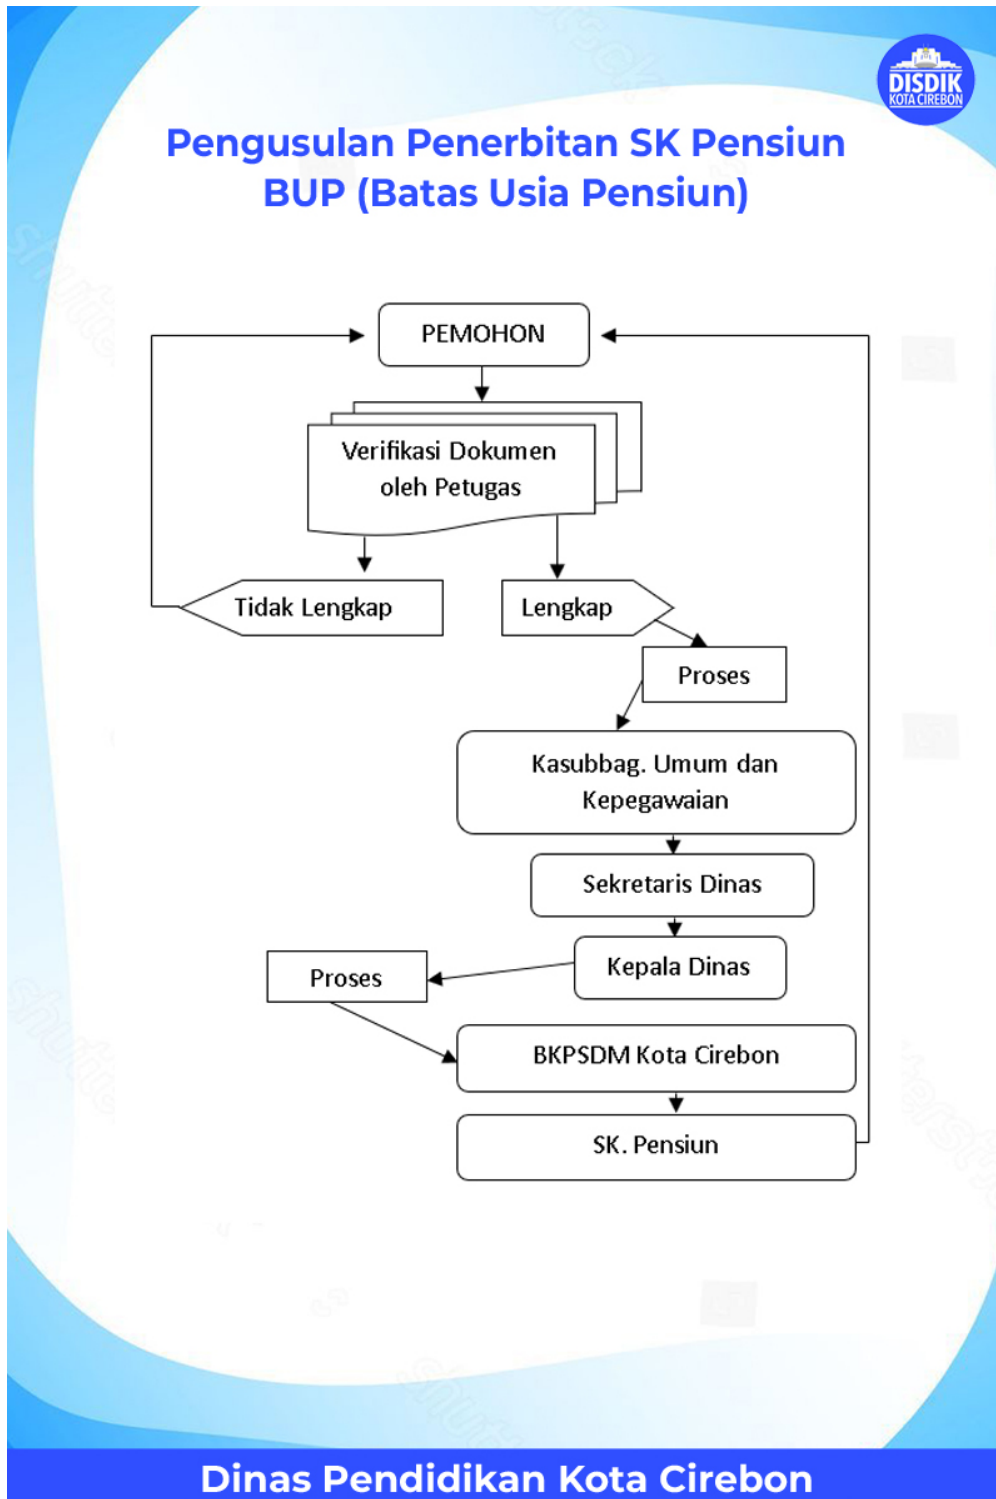 DISDIK
KOTA CIREBON
Pengusulan Penerbitan SK Pensiun
BUP (Batas Usia Pensiun)
PEMOHON
Verifikasi Dokumen
oleh Petugas
Tidak Lengkap
Lengkap
Proses
Kasubbag. Umum dan
Kepegawaian
Sekretaris Dinas
Kepala Dinas
Proses
BKPSDM Kota Cirebon
SK. Pensiun
Dinas Pendidikan Kota Cirebon